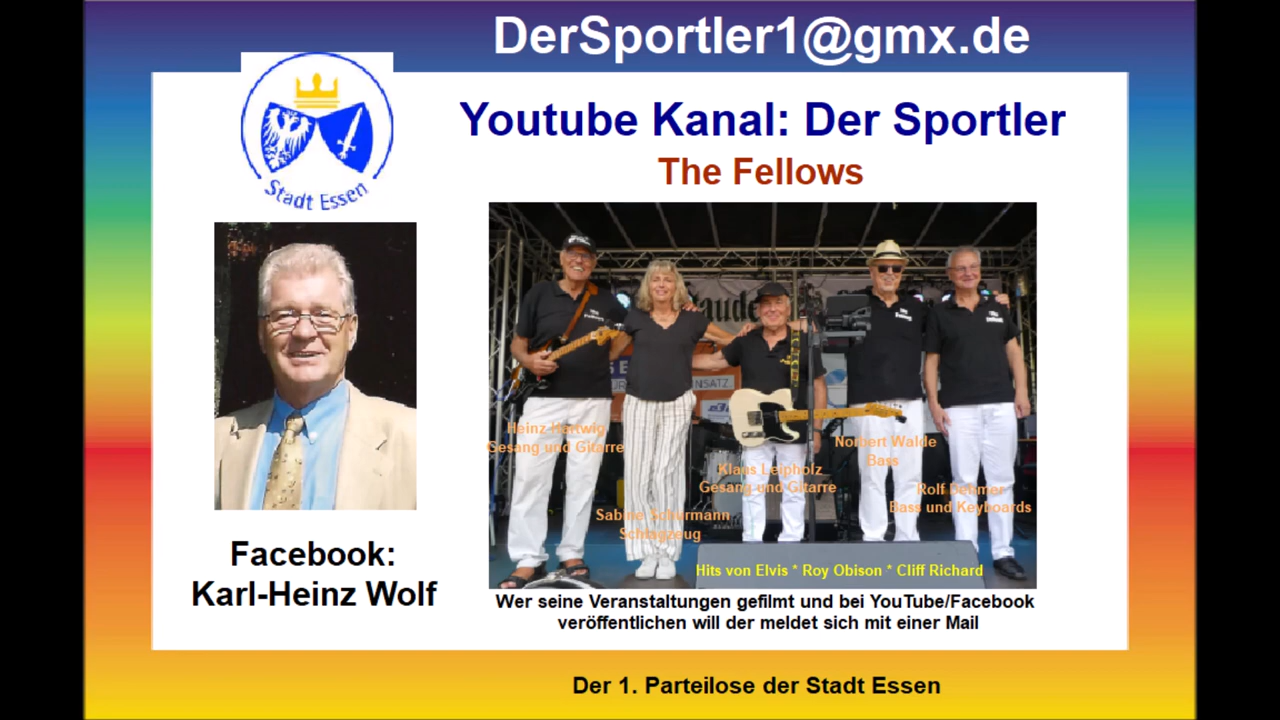 DerSportler1@gmx.de
Youtube Kanal: Der Sportler
The Fellows
Stadt Essen
Heinz Hartwig
Gesang und Gitarre
Sabine Schürmann
Schlagzeug
Klaus Leipholz
Gesang und Gitarre
Norbert Walde
Bass
Rolf
Bass und Keyboards
Hits von Elvis * Roy Obison * Cliff Richard
Facebook:
Karl-Heinz Wolf
Wer seine Veranstaltungen gefilmt und bei YouTube/Facebook
veröffentlichen will der meldet sich mit einer Mail
Der 1. Parteilose der Stadt Essen